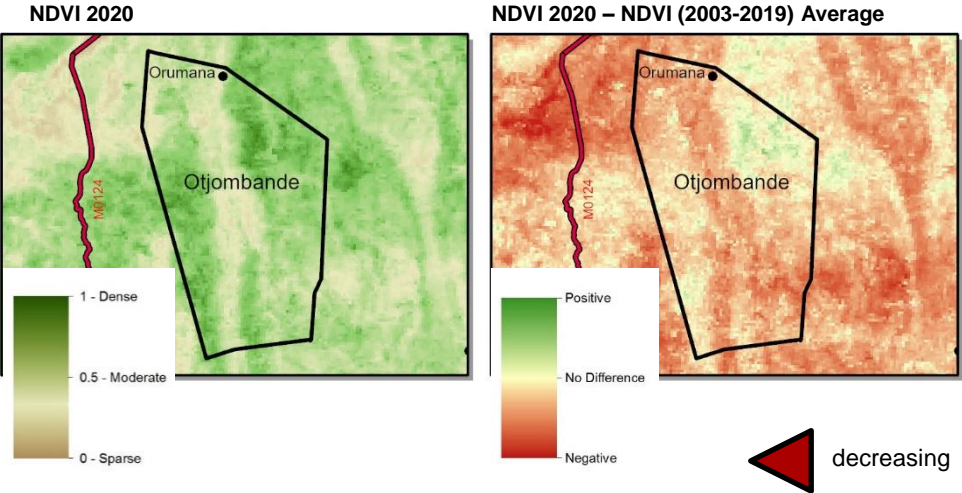 NDVI 2020
Orumana
Otjombande
M0124
1 - Dense
0.5 - Moderate
0 - Sparse
NDVI 2020 – NDVI (2003-2019) Average
Orumana
Otjombande
M0124
Positive
No Difference
Negative
decreasing